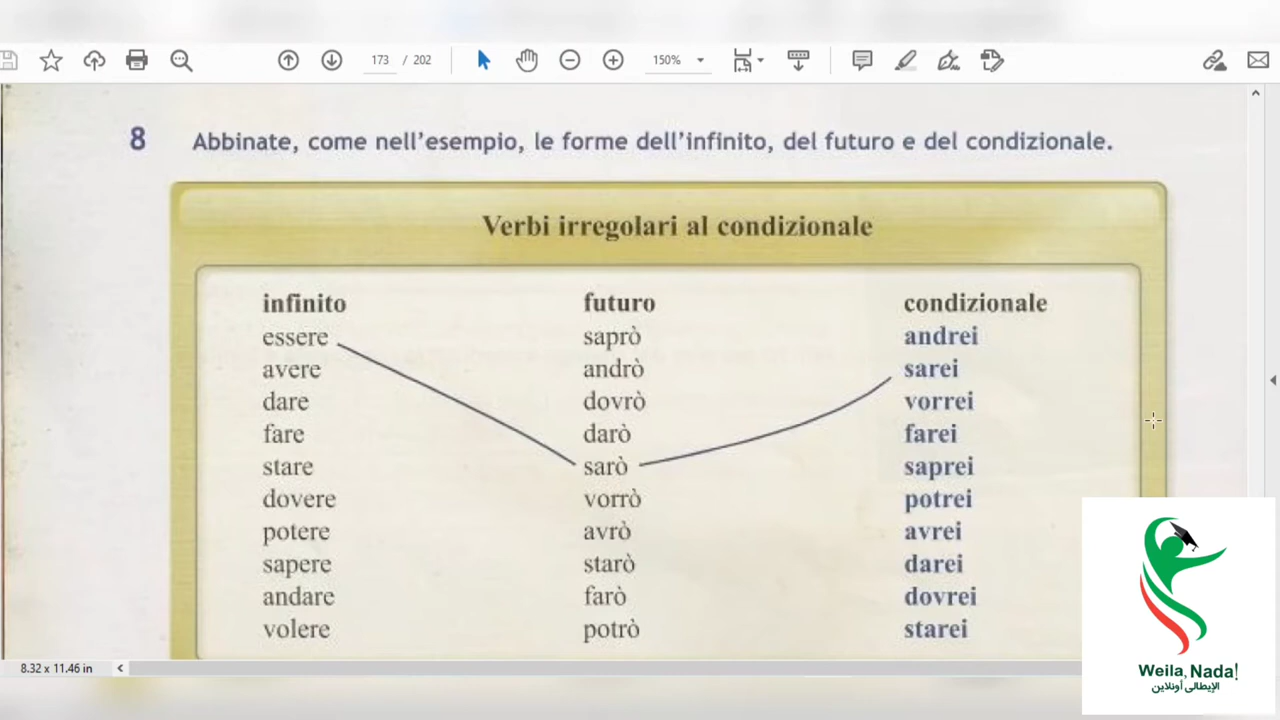 173 / 202
150%
8 Abbinate, come nell'esempio, le forme dell'infinito, del futuro e del condizionale.
Verbi irregolari al condizionale
infinito futuro condizionale
essere saprò andrei
avere andrò sarei
dare dovrò vorrei
fare darò farei
stare sarò saprei
dovere vorrò potrei
potere avrò avrei
sapere starò darei
andare farò dovrei
volere potrò starei
8.32 x 11.46 in
Weila, Nada!
الإيطالى أونلاين